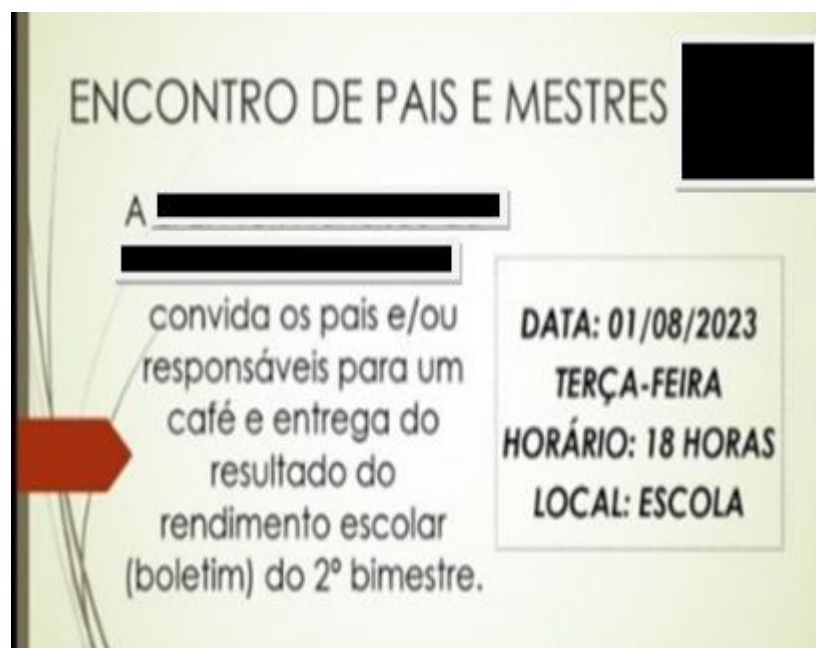 ENCONTRO DE PAIS E MESTRES
A
convida os pais e/ou
responsáveis para um
café e entrega do
resultado do
rendimento escolar
(boletim) do 2º bimestre.
DATA: 01/08/2023
TERÇA-FEIRA
HORÁRIO: 18 HORAS
LOCAL: ESCOLA